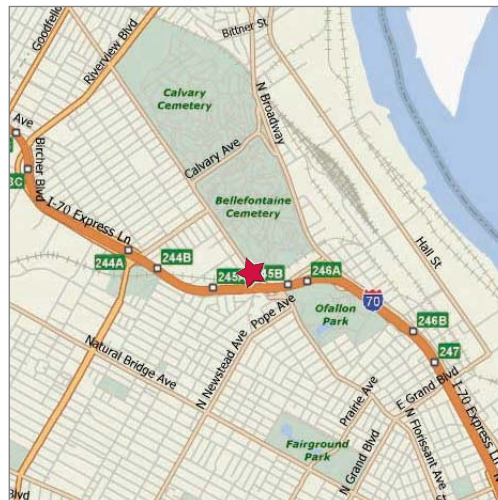 Goodfello
Riverview Blvd
Bittner St
Calvary
Cemetery
N Broadway
Ave
Calvary Ave
Bircher Blvd
3C
I-70 Express Ln
Bellefontaine
Cemetery
Hall St
244A
244B
245
45B
246A
70
Pope Ave
Ofallon
Park
246B
247
N Newstead Ave
Natural Bridge Ave
E Grand Blvd
I-70 Express Ln
Prairie Ave
N Florissant Ave
Fairground
Park
N Grand Blvd
Blvd
St